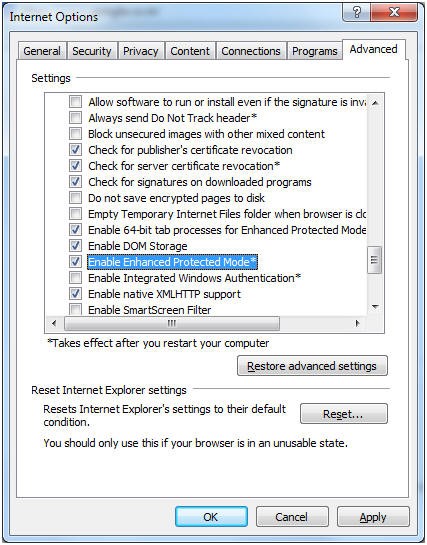 Internet Options
General Security Privacy Content Connections Programs Advanced
Settings
Allow software to run or install even if the signature is inva
Always send Do Not Track header*
Block unsecured images with other mixed content
Check for publisher's certificate revocation
Check for server certificate revocation*
Check for signatures on downloaded programs
Do not save encrypted pages to disk
Empty Temporary Internet Files folder when browser is clo
Enable 64-bit tab processes for Enhanced Protected Mode
Enable DOM Storage
Enable Enhanced Protected Mode*
Enable Integrated Windows Authentication*
Enable native XMLHTTP support
Enable SmartScreen Filter
*Takes effect after you restart your computer
Restore advanced settings
Reset Internet Explorer settings
Resets Internet Explorer's settings to their default
condition.
Reset...
You should only use this if your browser is in an unusable state.
OK Cancel Apply